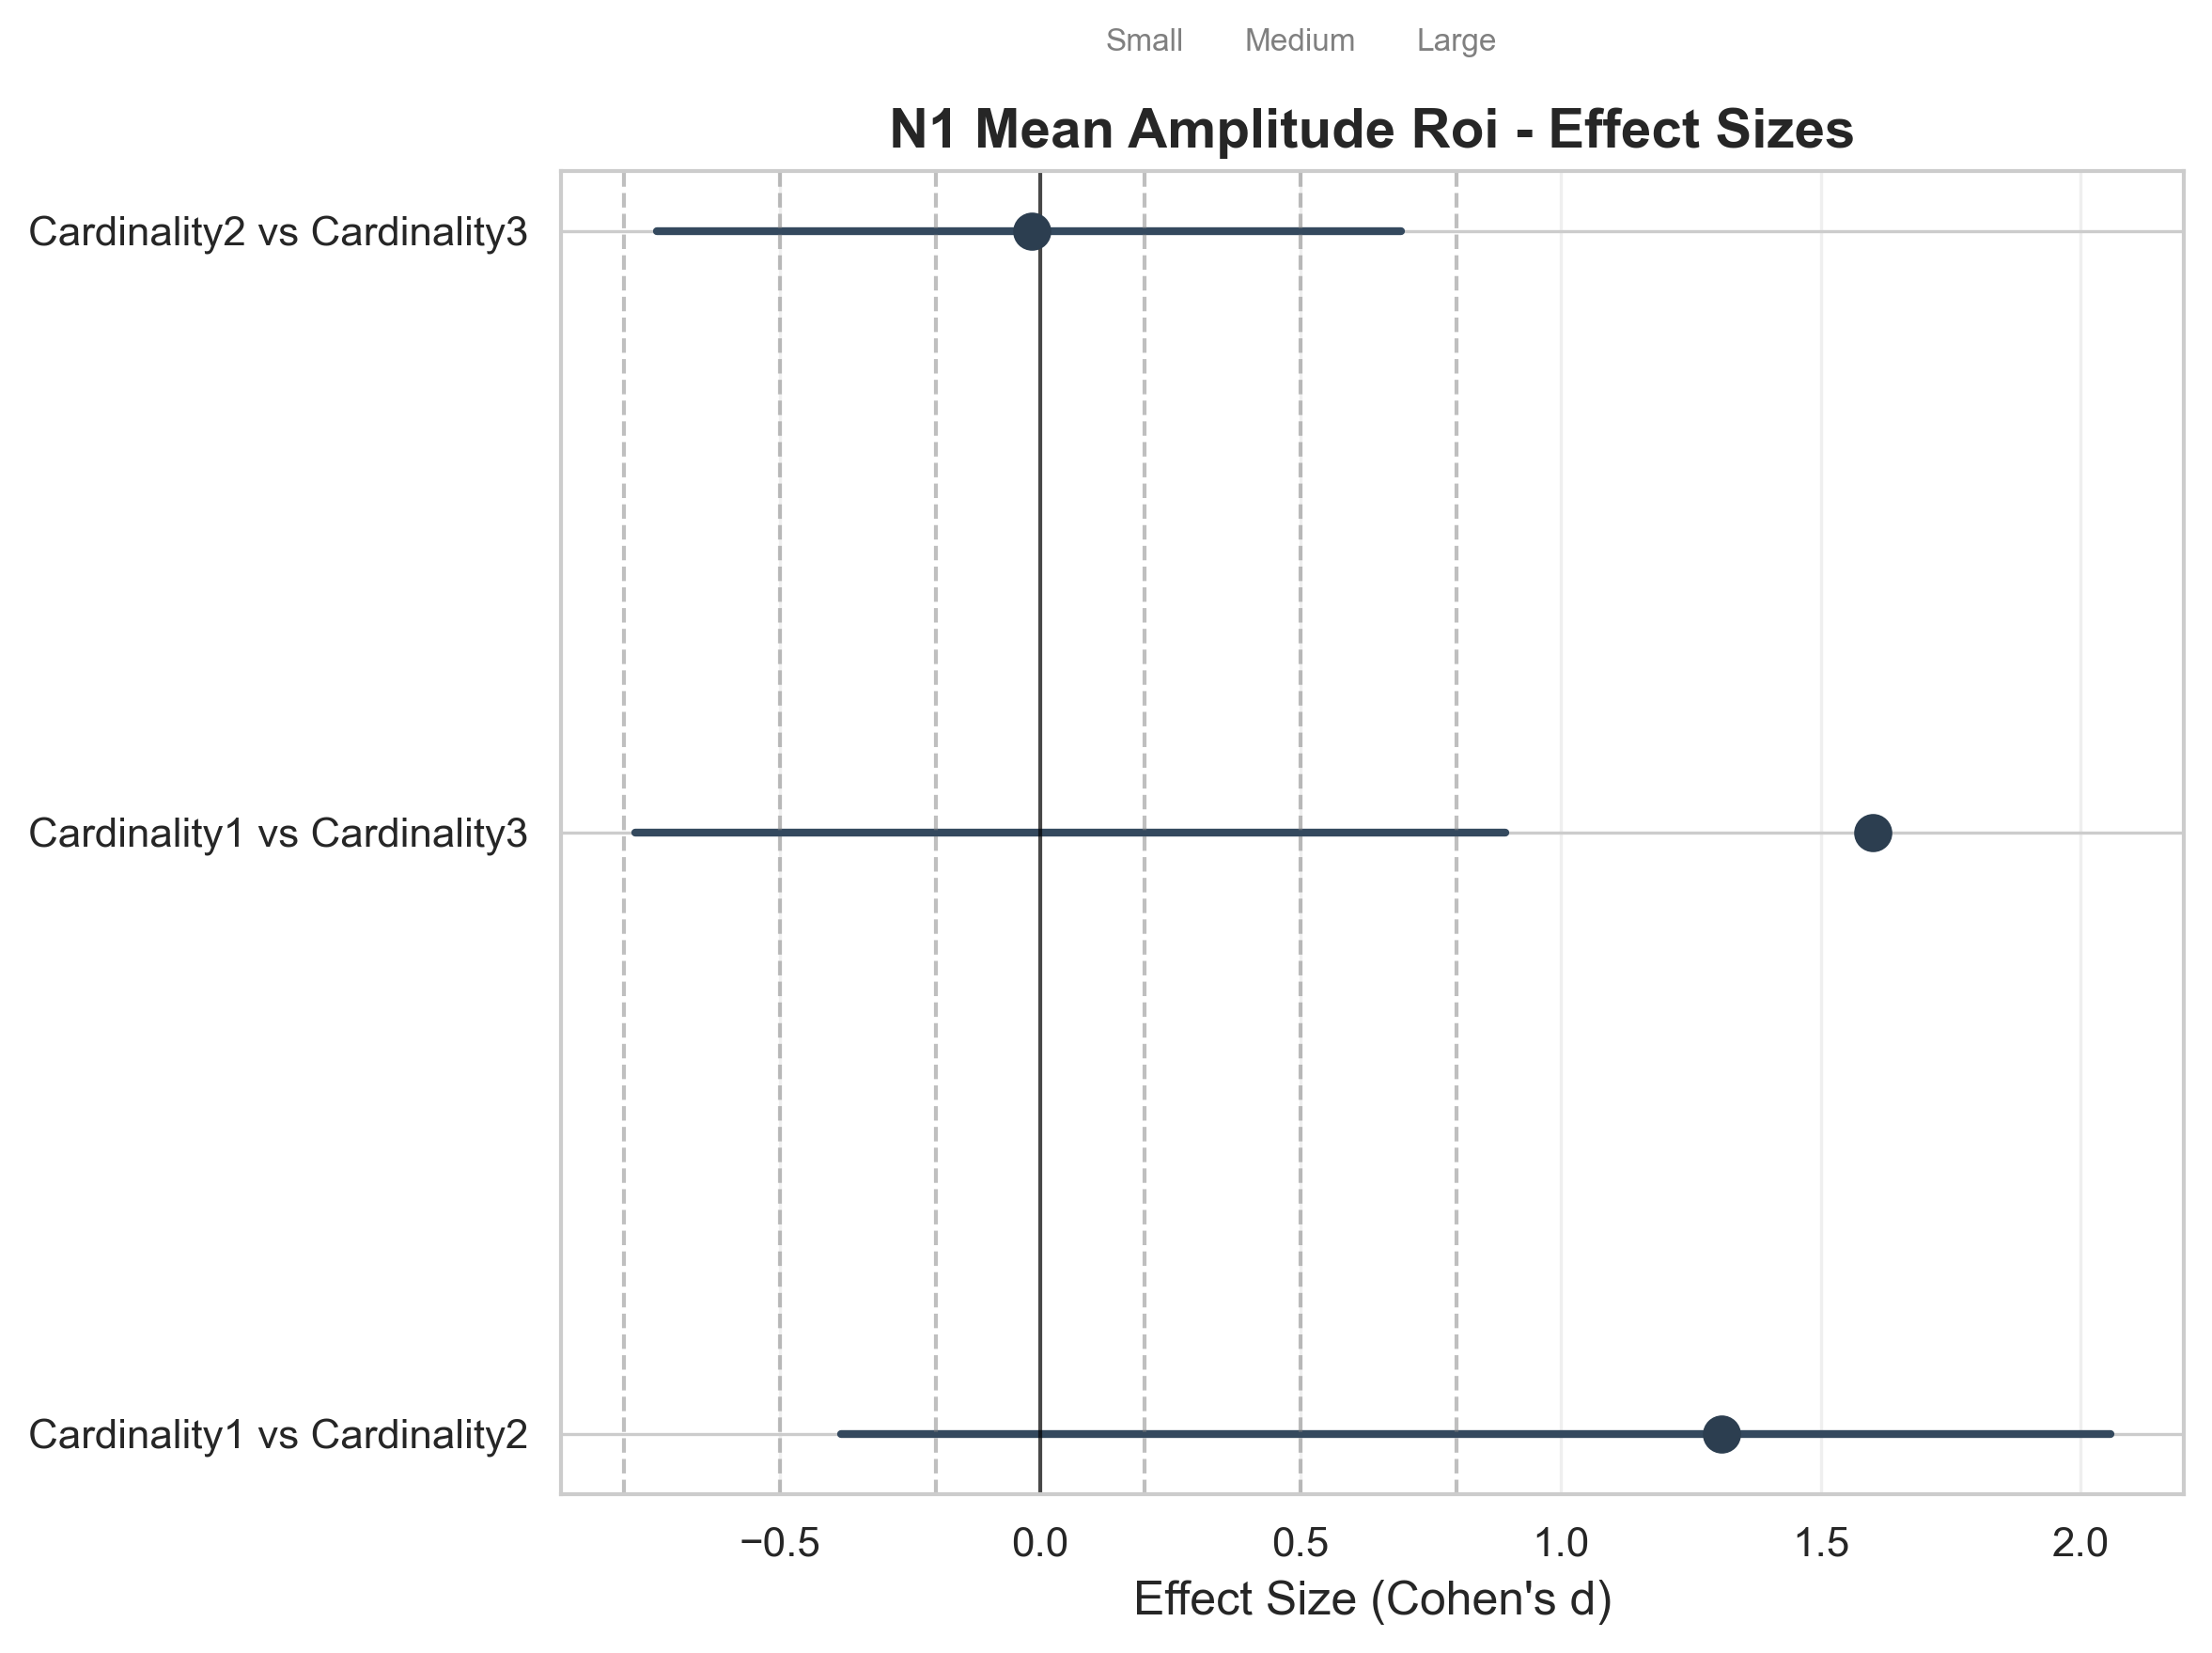 Small Medium Large
N1 Mean Amplitude Roi - Effect Sizes
Cardinality2 vs Cardinality3
Cardinality1 vs Cardinality3
Cardinality1 vs Cardinality2
−0.5 0.0 0.5 1.0 1.5 2.0
Effect Size (Cohen's d)